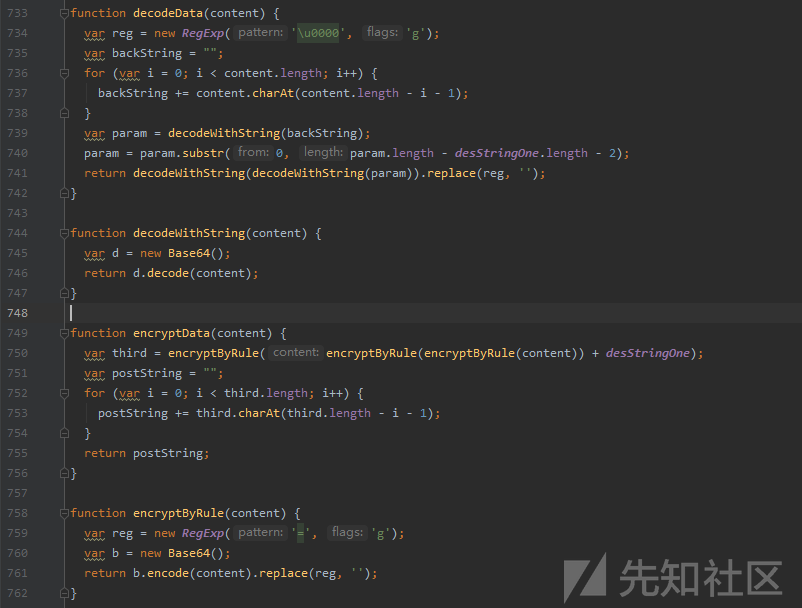 733 function decodeData(content) {
734 var reg = new RegExp( pattern: '\u0000', flags: 'g');
735 var backString = "";
736 for (var i = 0; i < content.length; i++) {
737 backString += content.charAt(content.length - i - 1);
738 }
739 var param = decodeWithString(backString);
740 param = param.substr( from: 0, length: param.length - desStringOne.length - 2);
741 return decodeWithString(decodeWithString(param)).replace(reg, '');
742 }
743
744 function decodeWithString(content) {
745 var d = new Base64();
746 return d.decode(content);
747 }
748
749 function encryptData(content) {
750 var third = encryptByRule( content: encryptByRule(encryptByRule(content)) + desStringOne);
751 var postString = "";
752 for (var i = 0; i < third.length; i++) {
753 postString += third.charAt(third.length - i - 1);
754 }
755 return postString;
756 }
757
758 function encryptByRule(content) {
759 var reg = new RegExp( pattern: '=', flags: 'g');
760 var b = new Base64();
761 return b.encode(content).replace(reg, '');
762 }
先知社区